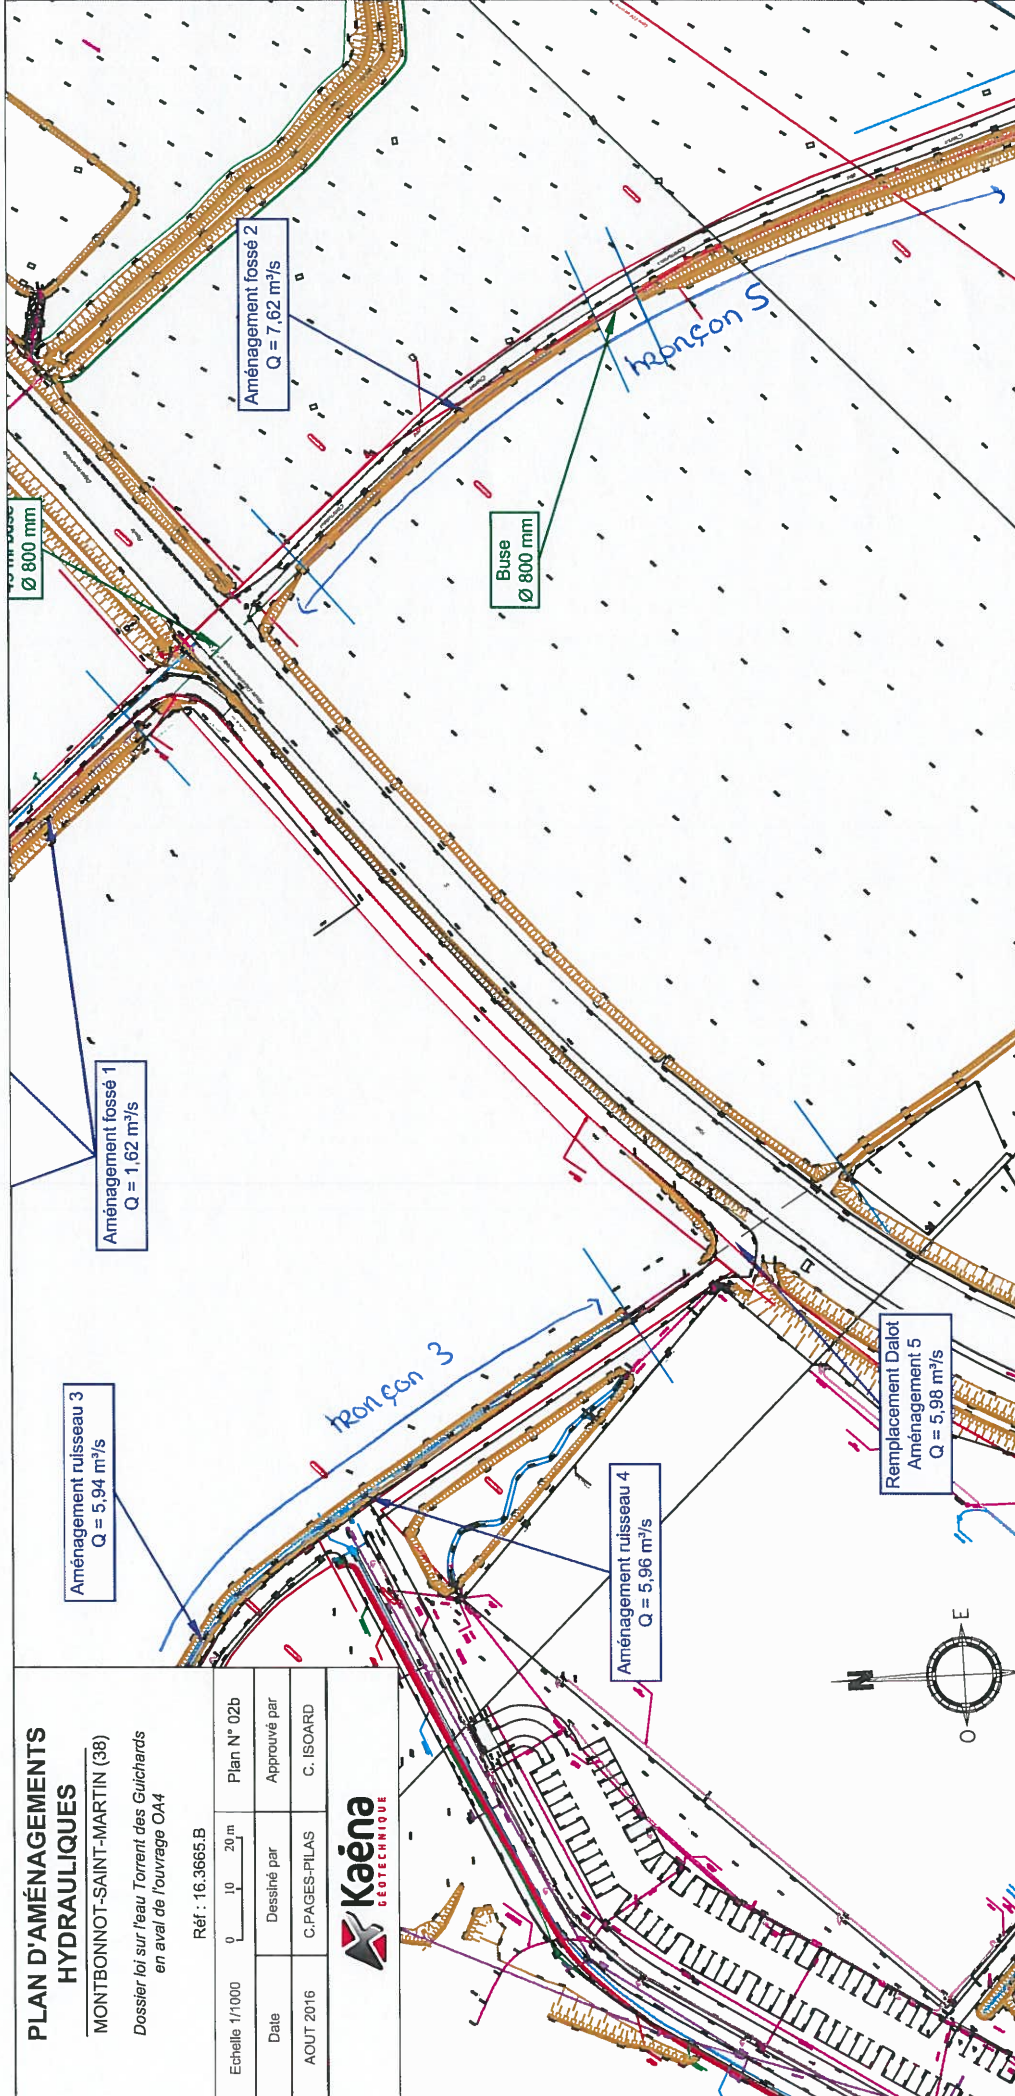 PLAN D'AMÉNAGEMENTS
HYDRAULIQUES
MONTBONNOT-SAINT-MARTIN (38)
Dossier loi sur l'eau Torrent des Guichards
en aval de l'ouvrage OA4
Réf : 16.3665.B
Echelle 1/1000
0 10 20 m
Plan N° 02b
Date
Dessiné par
Approuvé par
AOUT 2016
C.PAGES-PILAS
C. ISOARD
Kaéna
GÉOTECHNIQUE
Aménagement ruisseau 3
Q = 5,94 m³/s
Aménagement fossé 1
Q = 1,62 m³/s
Ø 800 mm
Aménagement fossé 2
Q = 7,62 m³/s
Buse
Ø 800 mm
Aménagement ruisseau 4
Q = 5,96 m³/s
Remplacement Dalot
Aménagement 5
Q = 5,98 m³/s
tronçon 3
tronçon 5
N
E
O